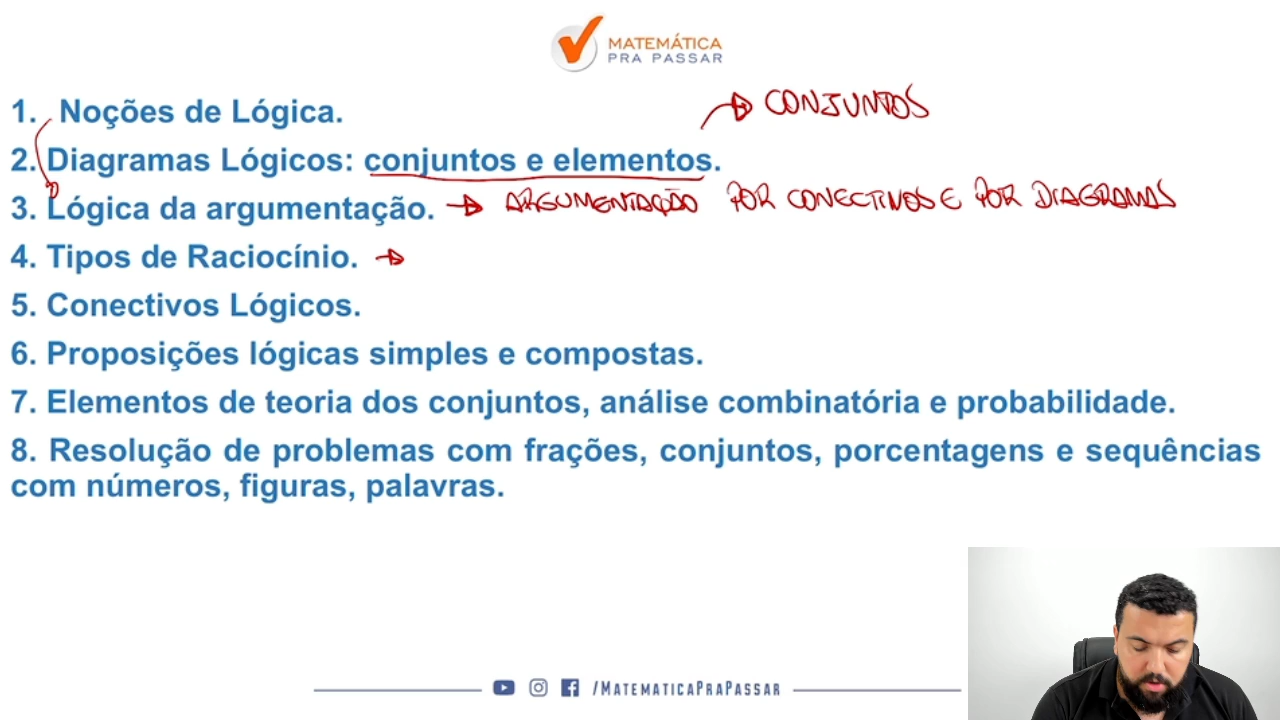 MATEMÁTICA
PRA PASSAR
1. Noções de Lógica.
CONJUNTOS
2. Diagramas Lógicos: conjuntos e elementos.
3. Lógica da argumentação.
ARGUMENTAÇÃO POR CONECTIVOS E POR DIAGRAMAS
4. Tipos de Raciocínio.
5. Conectivos Lógicos.
6. Proposições lógicas simples e compostas.
7. Elementos de teoria dos conjuntos, análise combinatória e probabilidade.
8. Resolução de problemas com frações, conjuntos, porcentagens e sequências
com números, figuras, palavras.
/MATEMATICAPRAPASSAR